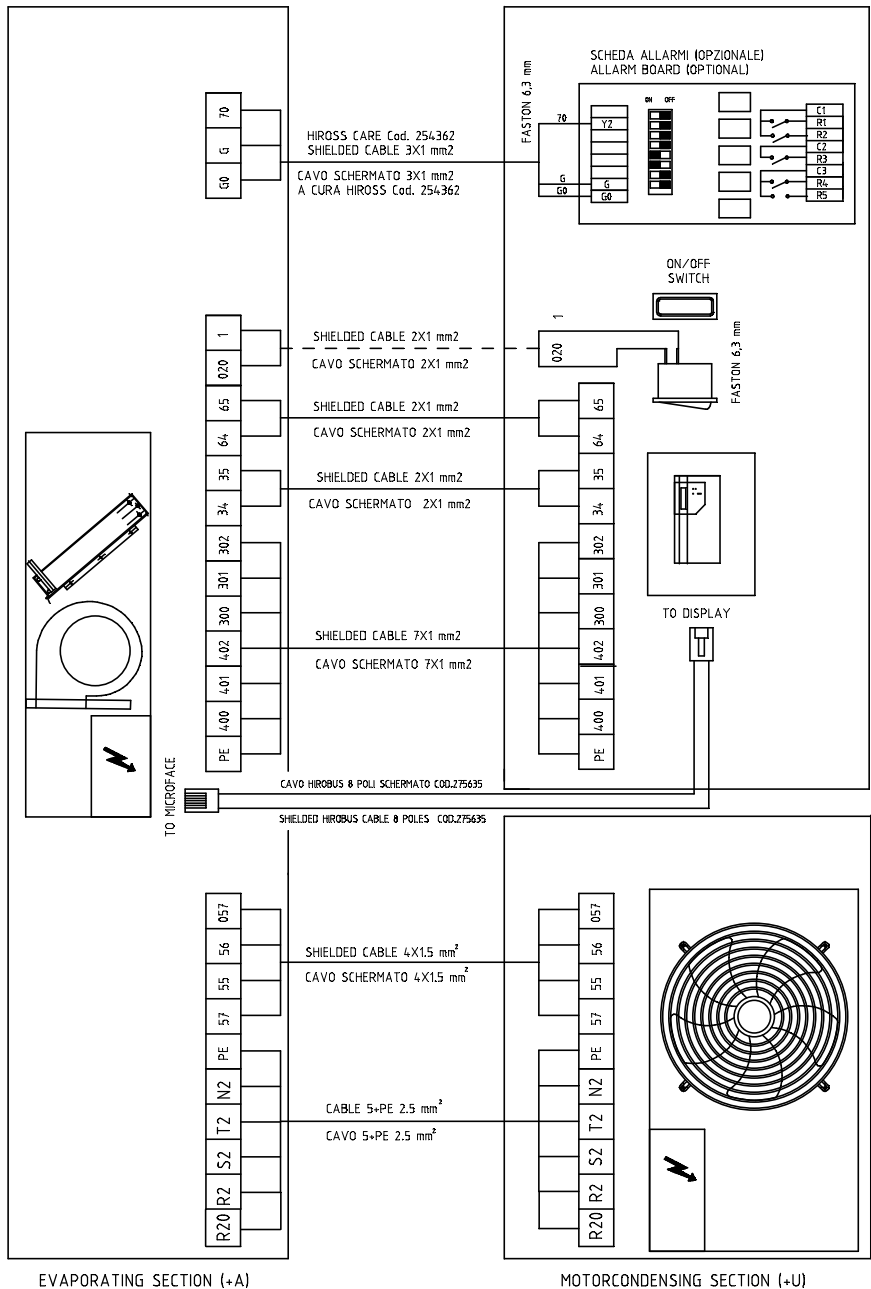 SCHEDA ALLARMI (OPZIONALE)
ALLARM BOARD (OPTIONAL)
FASTON 6,3 mm
ON OFF
70
Y2
G
G
G0
G0
C1
R1
R2
C2
R3
C3
R4
R5
70
G
G0
HIROSS CARE Cod. 254362
SHIELDED CABLE 3X1 mm2
CAVO SCHERMATO 3X1 mm2
A CURA HIROSS Cod. 254362
ON/OFF
SWITCH
FASTON 6,3 mm
1
020
SHIELDED CABLE 2X1 mm2
CAVO SCHERMATO 2X1 mm2
1
020
65
64
SHIELDED CABLE 2X1 mm2
CAVO SCHERMATO 2X1 mm2
65
64
35
34
SHIELDED CABLE 2X1 mm2
CAVO SCHERMATO 2X1 mm2
35
34
302
301
300
402
401
400
PE
SHIELDED CABLE 7X1 mm2
CAVO SCHERMATO 7X1 mm2
302
301
300
402
401
400
PE
TO DISPLAY
TO MICROFACE
CAVO HIROBUS 8 POLI SCHERMATO COD.275635
SHIELDED HIROBUS CABLE 8 POLES COD.275635
057
56
55
57
SHIELDED CABLE 4X1.5 mm²
CAVO SCHERMATO 4X1.5 mm²
057
56
55
57
PE
N2
T2
S2
R2
R20
CABLE 5+PE 2.5 mm²
CAVO 5+PE 2.5 mm²
PE
N2
T2
S2
R2
R20
EVAPORATING SECTION (+A)
MOTORCONDENSING SECTION (+U)